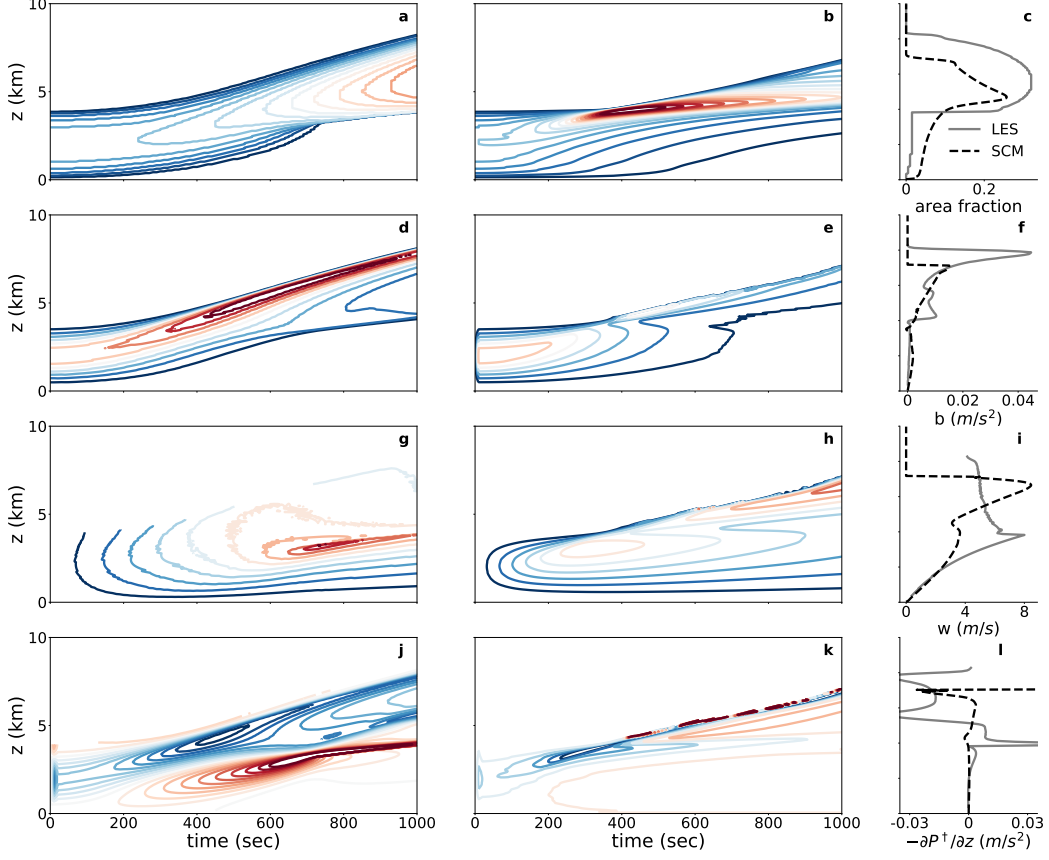 10
a
b
c
z (km)
5
LES
SCM
0
0
0.2
area fraction
10
d
e
f
z (km)
5
0
0
0.02
0.04
b (m/s²)
10
g
h
i
z (km)
5
0
0
4
8
w (m/s)
10
j
k
l
z (km)
5
0
0 200 400 600 800 1000
0 200 400 600 800 1000
-0.03 0 0.03
time (sec)
time (sec)
−∂P†/∂z (m/s²)